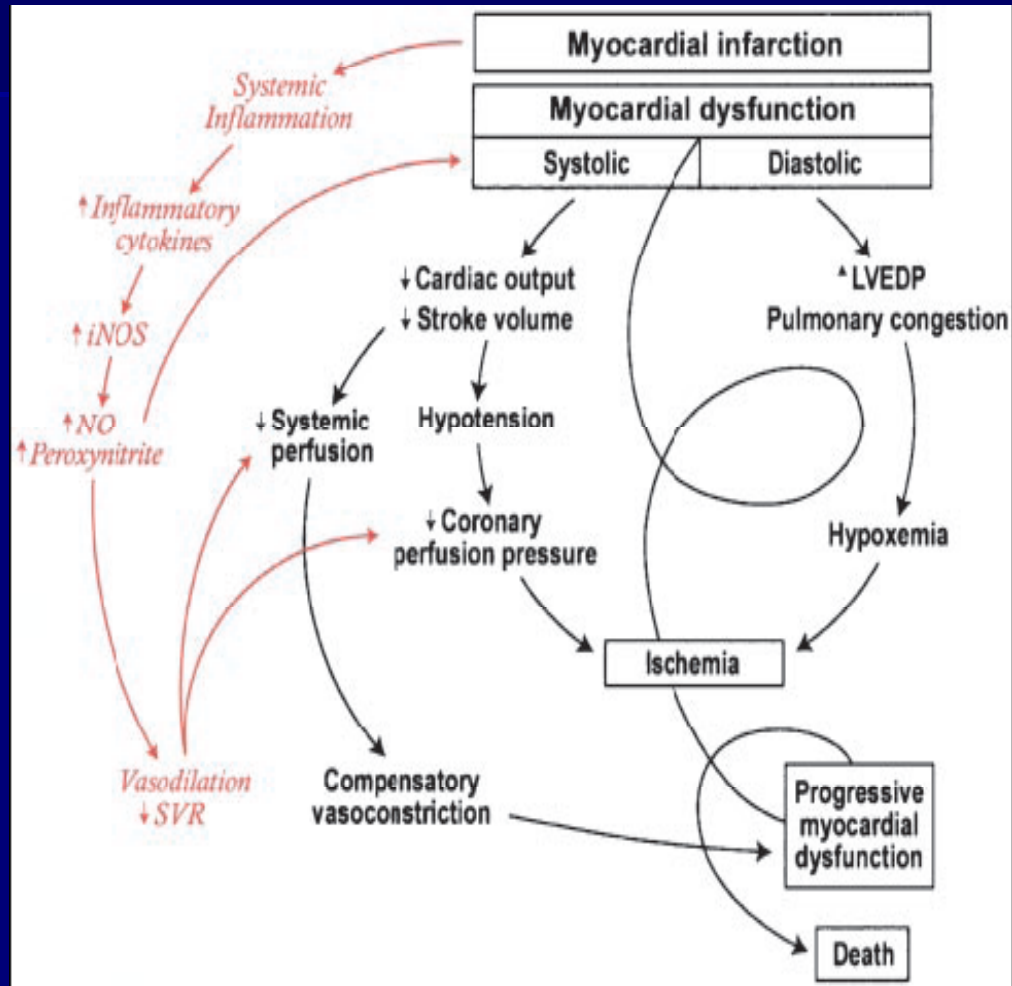 Myocardial infarction
Systemic
Inflammation
Myocardial dysfunction
Systolic
Diastolic
↑ Inflammatory
cytokines
↓ Cardiac output
↓ Stroke volume
▲ LVEDP
Pulmonary congestion
↑ iNOS
↑ NO
↑ Peroxynitrite
↓ Systemic
perfusion
Hypotension
↓ Coronary
perfusion pressure
Hypoxemia
Ischemia
Vasodilation
↓ SVR
Compensatory
vasoconstriction
Progressive
myocardial
dysfunction
Death